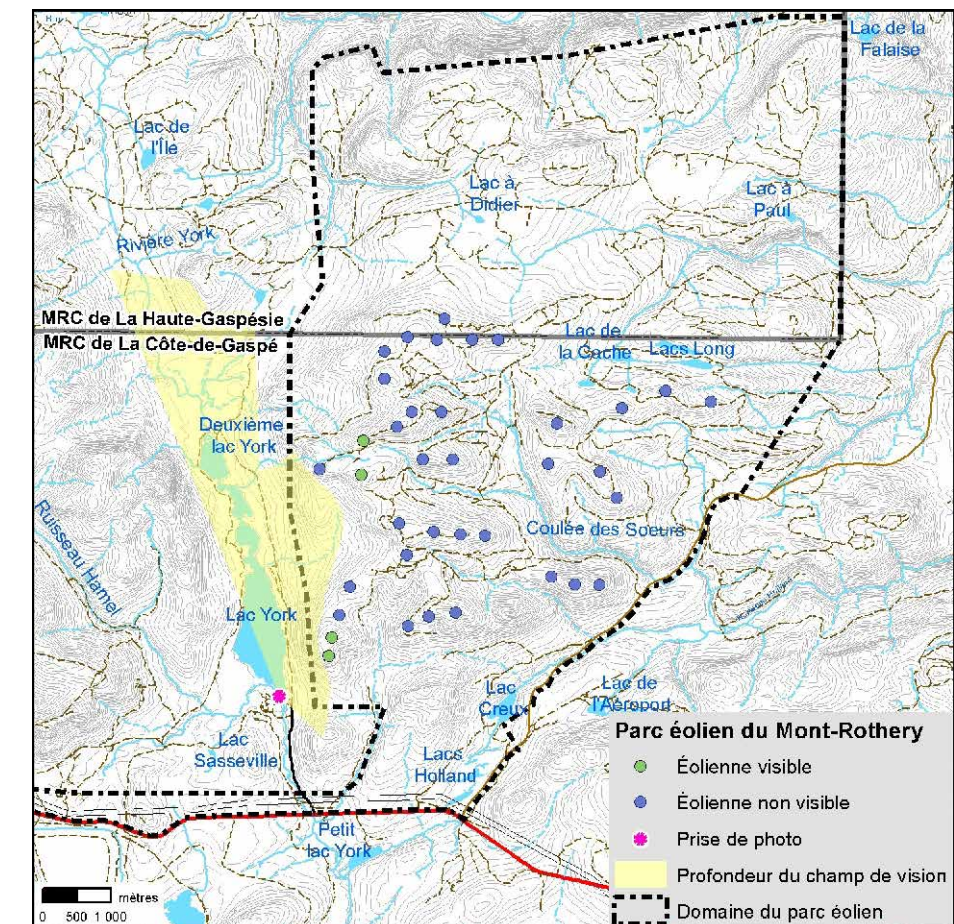 Lac de la
Falaise
Lac de
l'Île
Lac à
Didier
Lac à
Paul
Rivière York
MRC de La Haute-Gaspésie
MRC de La Côte-de-Gaspé
Lac de
la Cache
Lacs Long
Deuxième
lac York
Ruisseau Hamel
Coulée des Soeurs
Lac York
Lac
Creux
Lac de
l'Aéroport
Lac
Sasseville
Lacs
Holland
Petit
lac York
Parc éolien du Mont-Rothery
Éolienne visible
Éolienne non visible
Prise de photo
Profondeur du champ de vision
Domaine du parc éolien
mètres
0 500 1 000